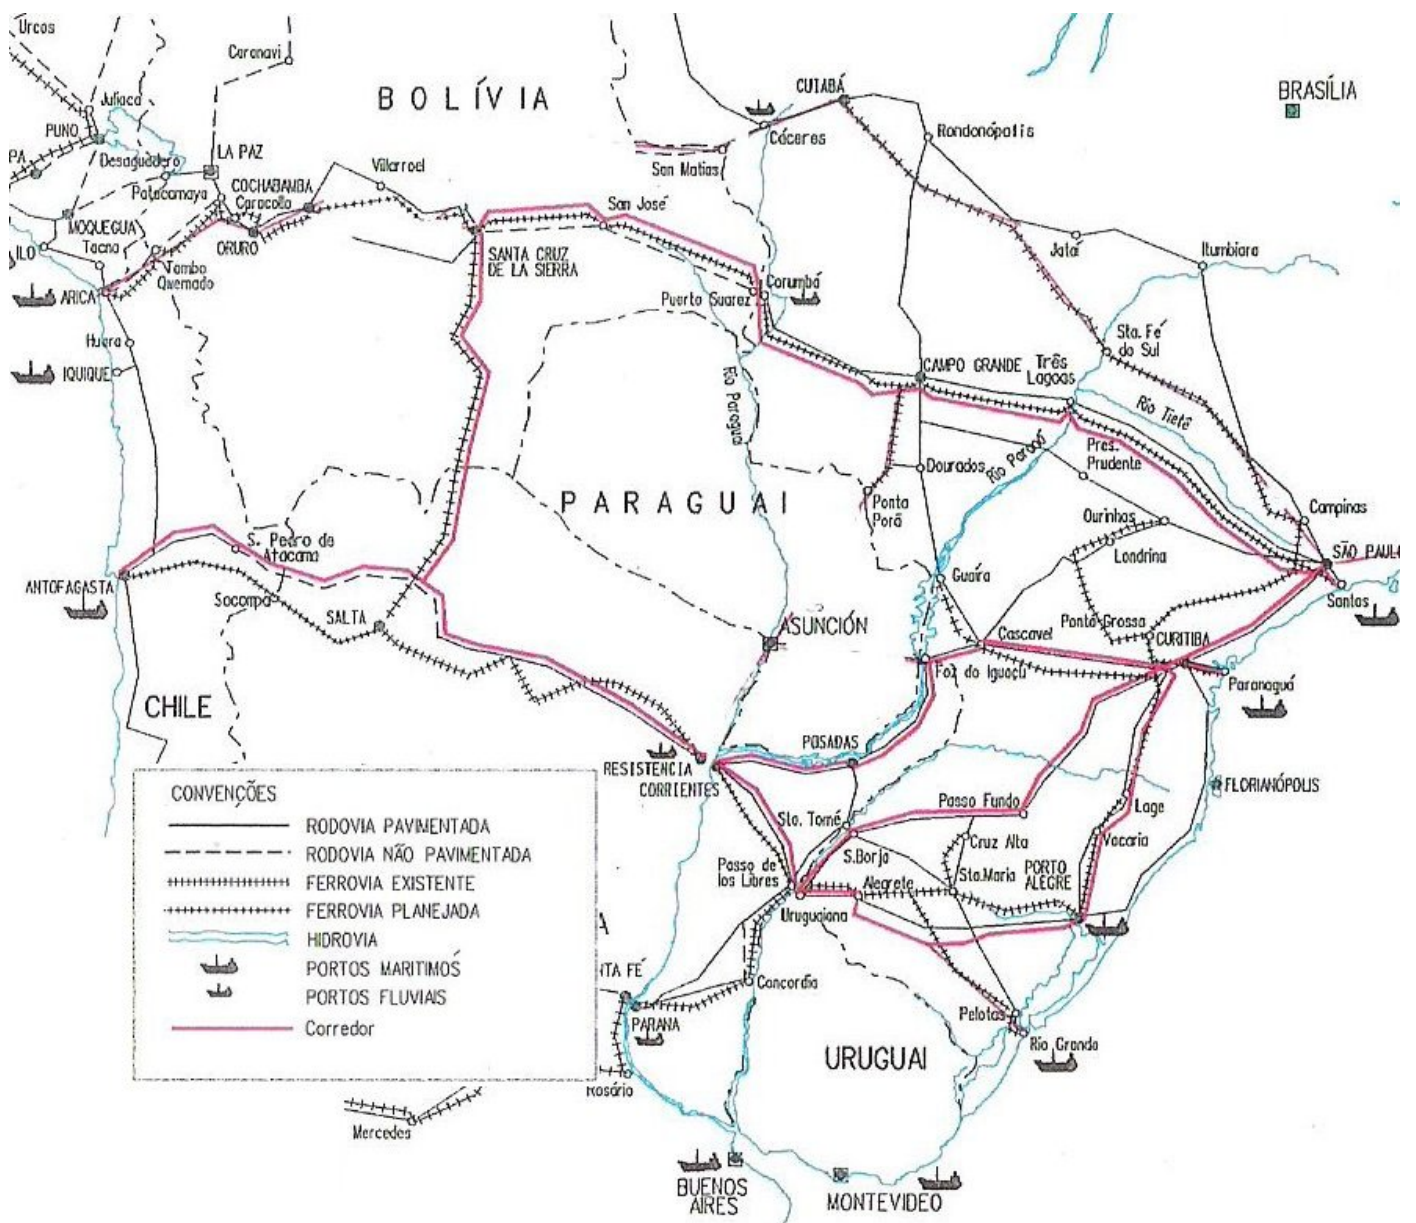 Urcos
Caranavi
BOLÍVIA
CUIABÁ
BRASÍLIA
Juliaca
PUNO
Cáceres
Rondonópolis
PA
Desaguadero
LA PAZ
Villarroel
San Matias
Patacamaya
COCHABAMBA
Caracollo
San José
MOQUEGUA
Tacna
ORURO
SANTA CRUZ
DE LA SIERRA
Jataí
Itumbiara
ILO
Tambo
Quemado
Puerto Suarez
Corumbá
ARICA
Huara
Sta. Fé
do Sul
IQUIQUE
CAMPO GRANDE
Três
Lagoas
Rio Paraguai
Rio Tietê
Rio Paraná
Pres.
Prudente
Dourados
PARAGUAI
Ponta
Porã
Ourinhos
Campinas
S. Pedro de
Atacama
Londrina
SÃO PAULO
ANTOFAGASTA
Socompa
Guaíra
Santos
SALTA
ASUNCIÓN
Ponta Grossa
CURITIBA
Cascavel
Foz do Iguaçú
Paranaguá
CHILE
POSADAS
RESISTENCIA
CORRIENTES
FLORIANÓPOLIS
CONVENÇÕES
RODOVIA PAVIMENTADA
RODOVIA NÃO PAVIMENTADA
FERROVIA EXISTENTE
FERROVIA PLANEJADA
HIDROVIA
PORTOS MARITIMOS
PORTOS FLUVIAIS
Corredor
Passo Fundo
Lage
Sto. Tomé
Cruz Alta
Vacaria
S.Borja
Passo de
los Libres
Sta.Maria
PORTO
ALEGRE
Alegrete
Uruguaiana
A
NTA FÉ
Concordia
PARANA
Pelotas
Rio Grande
URUGUAI
Rosário
Mercedes
BUENOS
AIRES
MONTEVIDEO